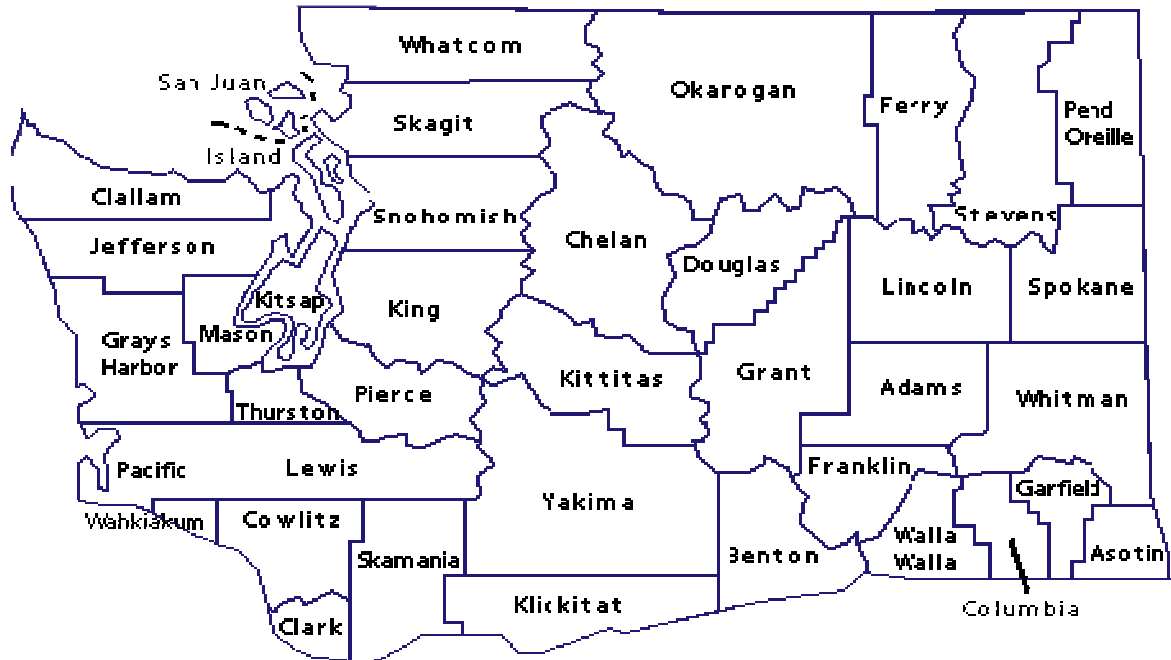 Whatcom
San Juan
Okarogan
Ferry
Pend
Oreille
Skagit
Island
Clallam
Snohomish
Stevens
Jefferson
Chelan
Douglas
Lincoln
Spokane
Kitsap
King
Mason
Grays
Harbor
Kittitas
Grant
Adams
Whitman
Pierce
Thurston
Pacific
Lewis
Franklin
Garfield
Yakima
Wahkiakum
Cowlitz
Skamania
Benton
Walla
Walla
Asotin
Klickitat
Columbia
Clark